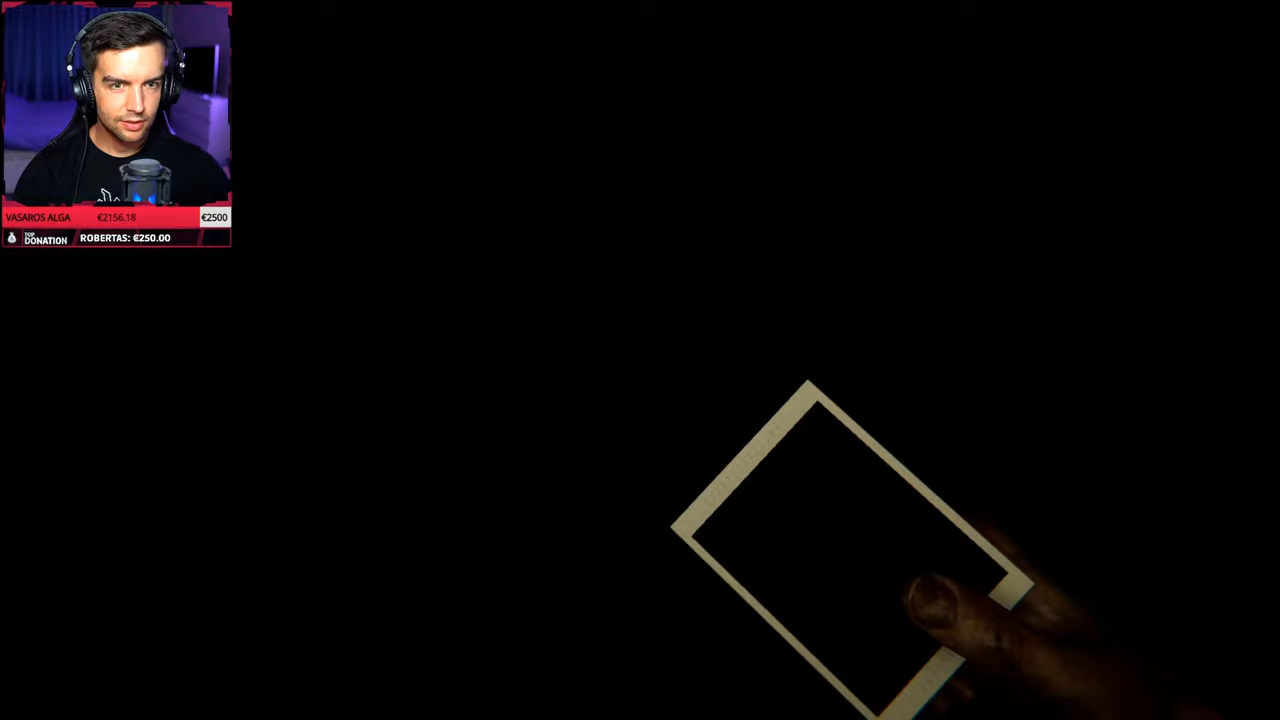 VASAROS ALGA €2156.18 €2500
TOP DONATION ROBERTAS: €250.00